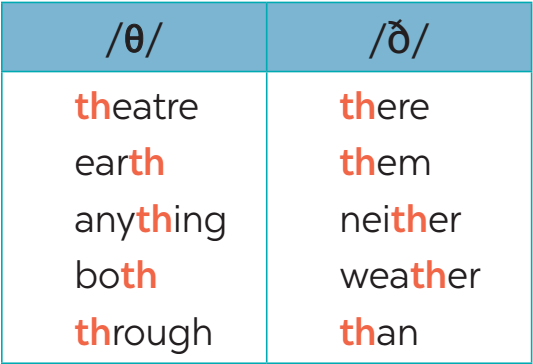 /θ/ /ð/
theatre there
earth them
anything neither
both weather
through than